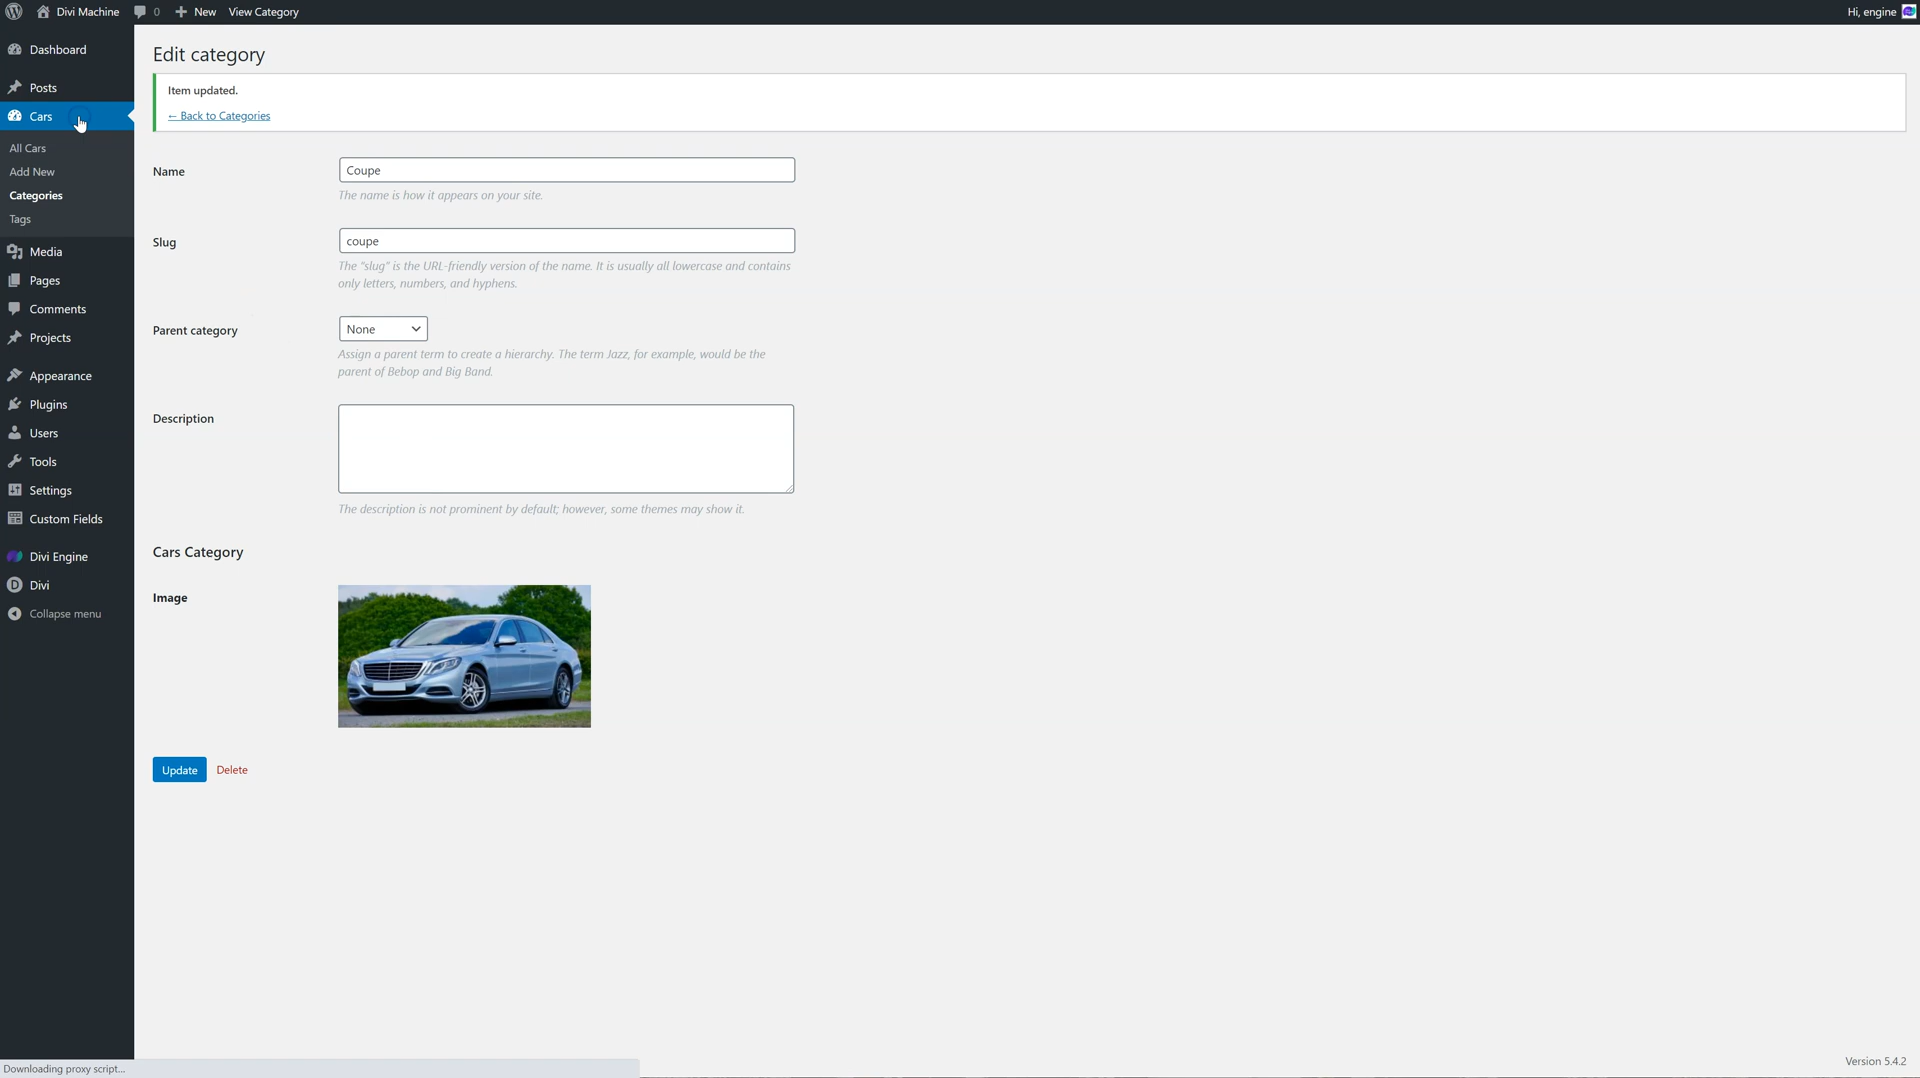 Divi Machine 0 New View Category Hi, engine
Dashboard
Posts
Cars
All Cars
Add New
Categories
Tags
Media
Pages
Comments
Projects
Appearance
Plugins
Users
Tools
Settings
Custom Fields
Divi Engine
Divi
Collapse menu
Edit category
Item updated.
← Back to Categories
Name
Coupe
The name is how it appears on your site.
Slug
coupe
The "slug" is the URL-friendly version of the name. It is usually all lowercase and contains
only letters, numbers, and hyphens.
Parent category
None
Assign a parent term to create a hierarchy. The term Jazz, for example, would be the
parent of Bebop and Big Band.
Description
The description is not prominent by default; however, some themes may show it.
Cars Category
Image
Update Delete
Version 5.4.2
Downloading proxy script...